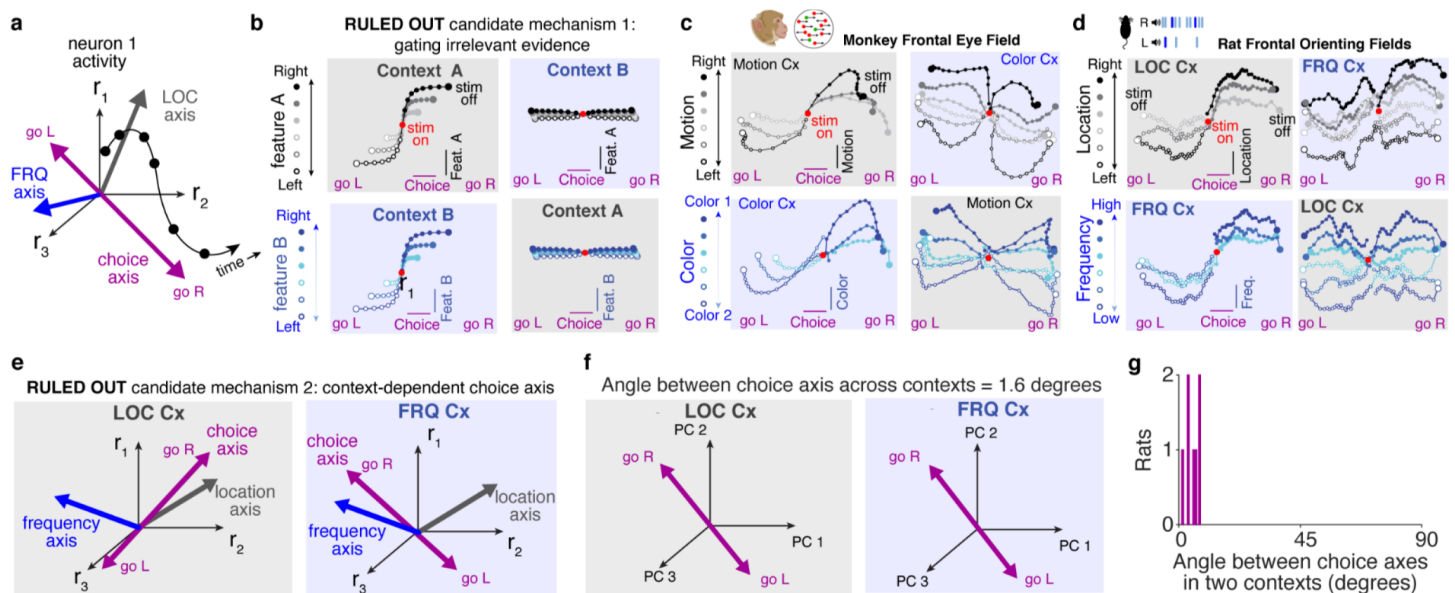 a
neuron 1
activity
r1
LOC
axis
go L
FRQ
axis
r2
r3
choice
axis
go R
time
b
RULED OUT candidate mechanism 1:
gating irrelevant evidence
Right
feature A
Left
Context A
stim
off
stim
on
Feat. A
go L
Choice
go R
Context B
Feat. A
go L
Choice
go R
Right
feature B
Left
Context B
r1
Feat. B
go L
Choice
go R
Context A
Feat. B
go L
Choice
go R
c
Monkey Frontal Eye Field
Right
Motion
Left
Motion Cx
stim
off
stim
on
Motion
go L
Choice
go R
Color Cx
go L
go R
Color 1
Color
Color 2
Color Cx
Color
go L
Choice
go R
Motion Cx
go L
go R
d
R
L
Rat Frontal Orienting Fields
Right
Location
Left
LOC Cx
stim
off
stim
on
stim
off
Location
go L
Choice
go R
FRQ Cx
go L
go R
High
Frequency
Low
FRQ Cx
Freq.
go L
Choice
go R
LOC Cx
go L
go R
e
RULED OUT candidate mechanism 2: context-dependent choice axis
LOC Cx
r1
choice
axis
go R
location
axis
frequency
axis
r2
r3
go L
FRQ Cx
r1
choice
axis
go R
location
axis
frequency
axis
r2
r3
go L
f
Angle between choice axis across contexts = 1.6 degrees
LOC Cx
PC 2
go R
PC 1
PC 3
go L
FRQ Cx
PC 2
go R
PC 1
PC 3
go L
g
2
1
0
Rats
0
45
90
Angle between choice axes
in two contexts (degrees)